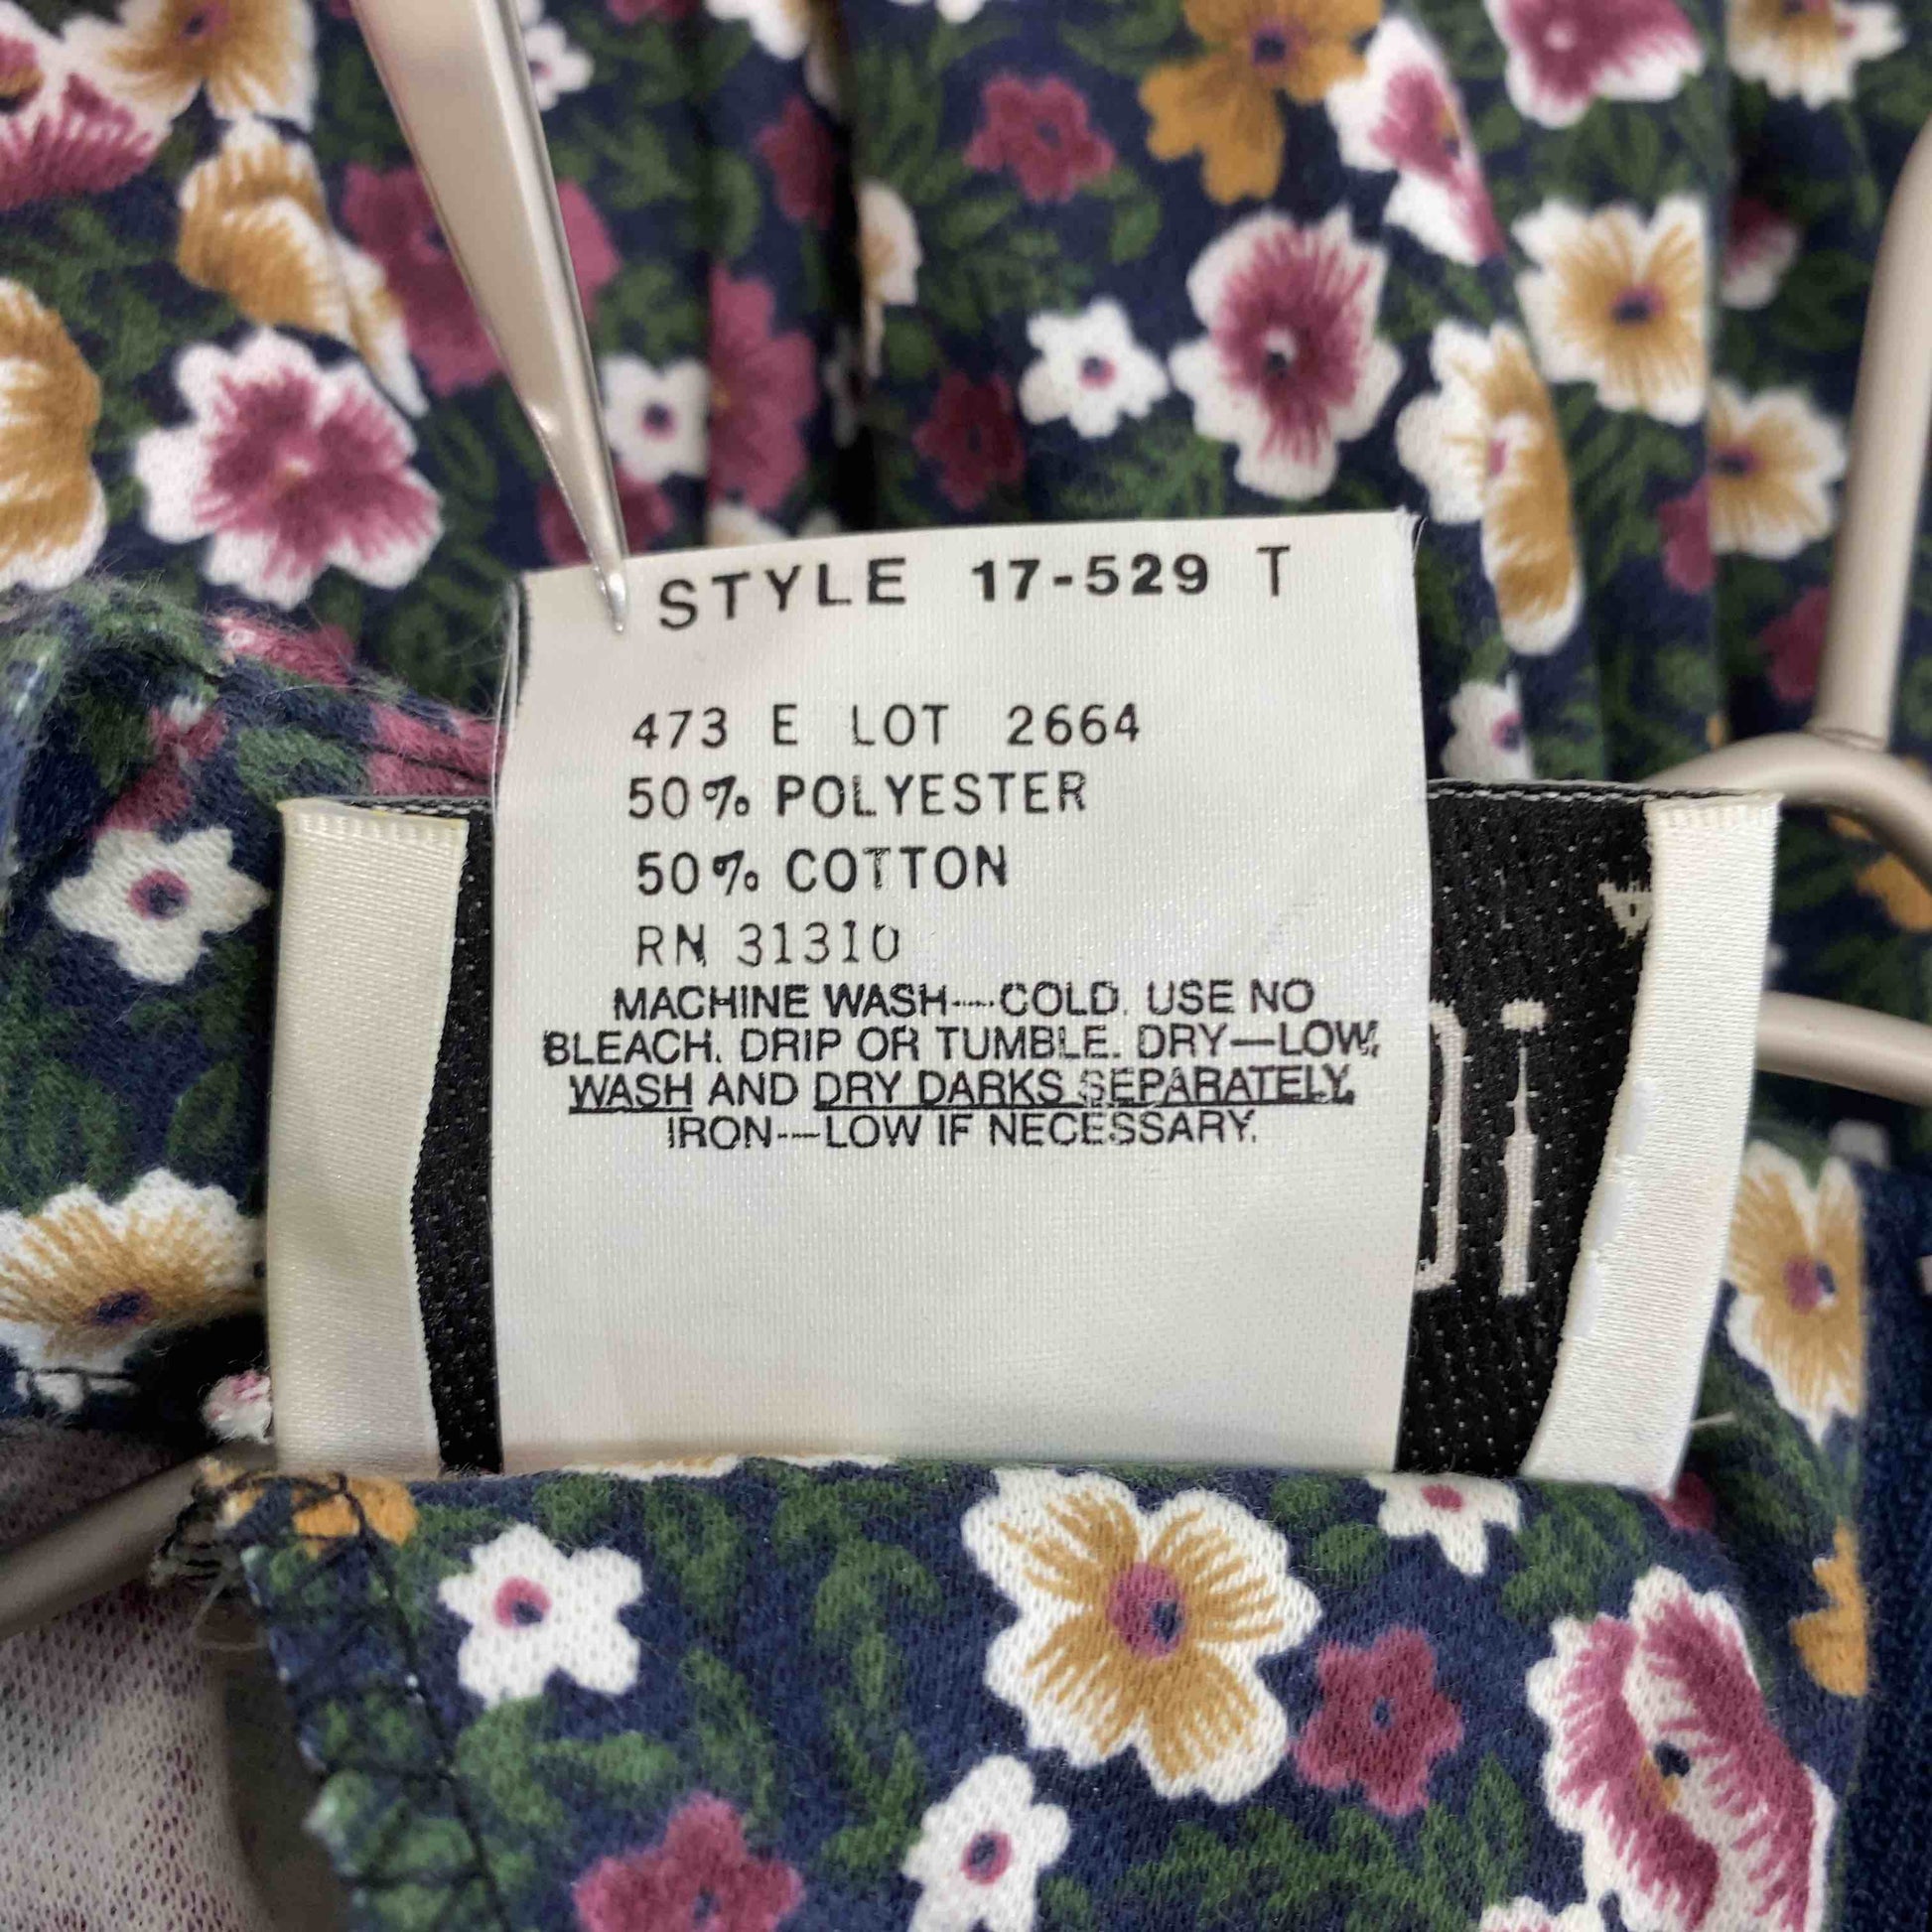 STYLE 17-529 T
473 E LOT 2664
50% POLYESTER
50% COTTON
RN 31310
MACHINE WASH---COLD. USE NO
BLEACH. DRIP OR TUMBLE. DRY—LOW.
WASH AND DRY DARKS SEPARATELY.
IRON---LOW IF NECESSARY.